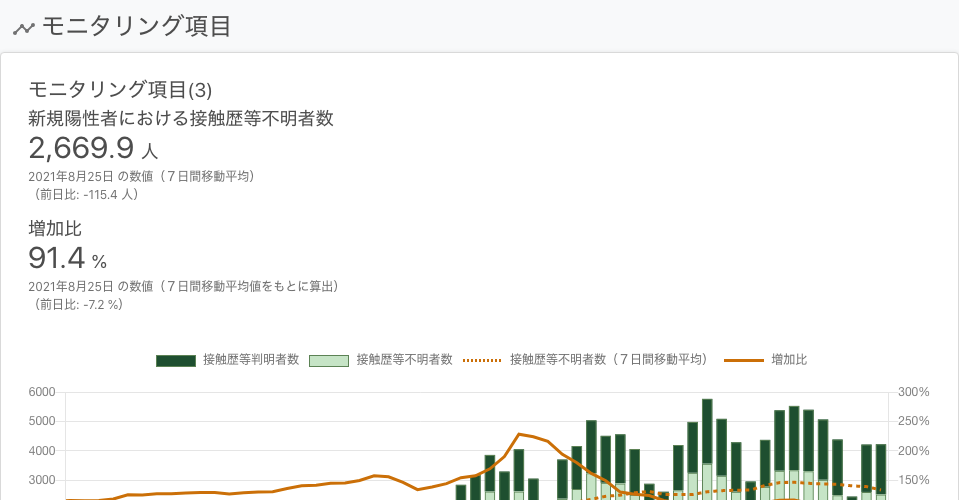 モニタリング項目
モニタリング項目(3)
新規陽性者における接触歴等不明者数
2,669.9 人
2021年8月25日 の数値（７日間移動平均）
（前日比: -115.4 人）
増加比
91.4 %
2021年8月25日 の数値（７日間移動平均値をもとに算出）
（前日比: -7.2 %）
接触歴等判明者数 接触歴等不明者数 接触歴等不明者数（７日間移動平均） 増加比
6000 300%
5000 250%
4000 200%
3000 150%